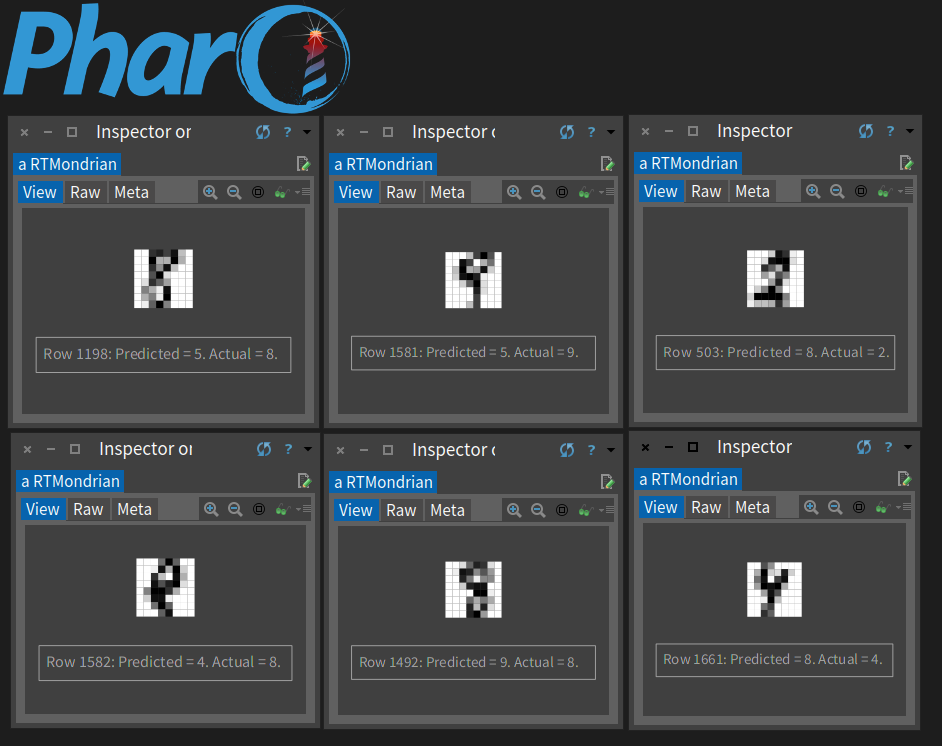 Pharo
Inspector or
?
a RTMondrian
View Raw Meta
Row 1198: Predicted = 5. Actual = 8.
Inspector c
?
a RTMondrian
View Raw Meta
Row 1581: Predicted = 5. Actual = 9.
Inspector
?
a RTMondrian
View Raw Meta
Row 503: Predicted = 8. Actual = 2.
Inspector or
?
a RTMondrian
View Raw Meta
Row 1582: Predicted = 4. Actual = 8.
Inspector c
?
a RTMondrian
View Raw Meta
Row 1492: Predicted = 9. Actual = 8.
Inspector
?
a RTMondrian
View Raw Meta
Row 1661: Predicted = 8. Actual = 4.